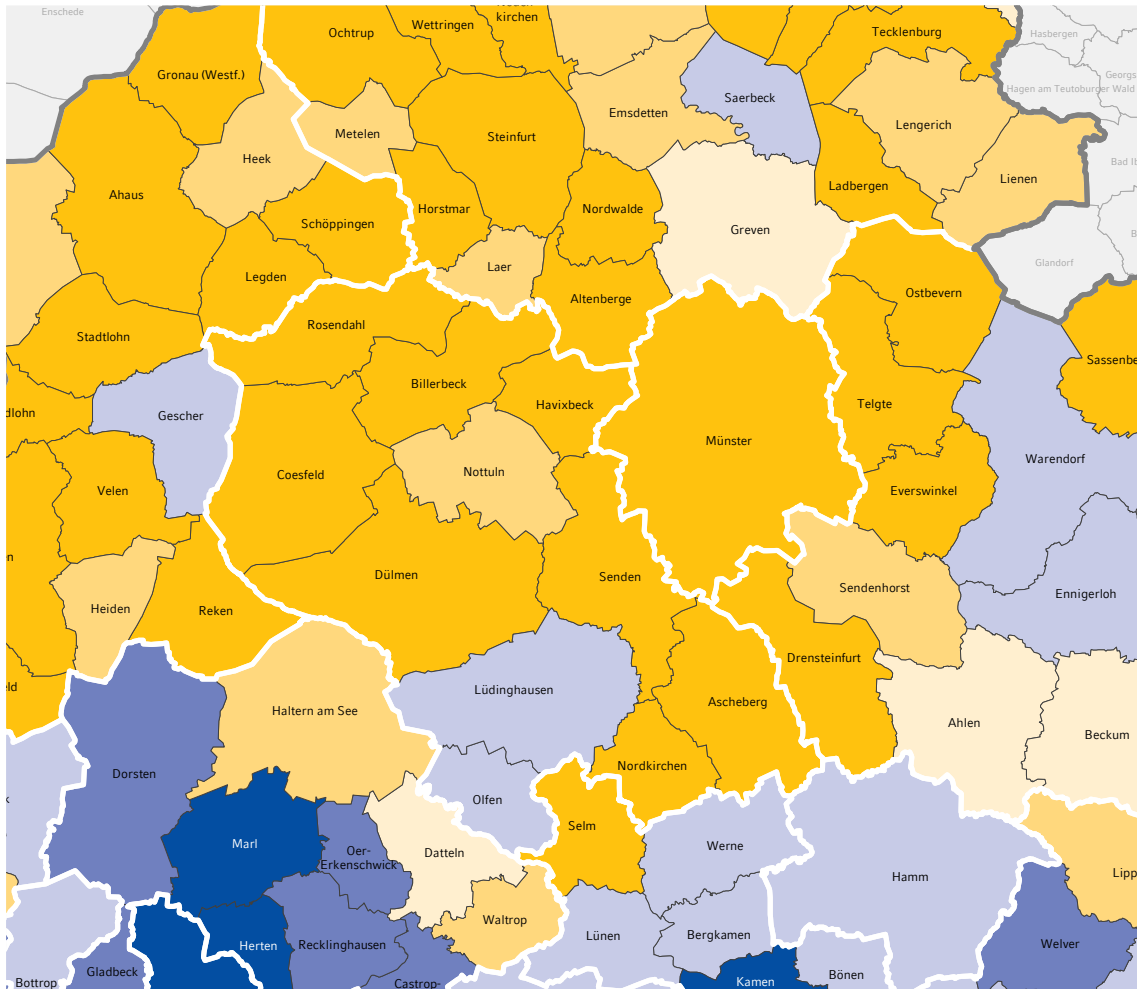 Enschede
Ochtrup
Wettringen
kirchen
Tecklenburg
Hasbergen
Gronau (Westf.)
Georgs
Hagen am Teutoburger Wald
Saerbeck
Emsdetten
Lengerich
Metelen
Steinfurt
Heek
Bad Ib
Lienen
Ladbergen
Ahaus
Horstmar
Nordwalde
Schöppingen
Greven
B
Glandorf
Laer
Legden
Ostbevern
Altenberge
Rosendahl
Stadtlohn
Sassenbe
Billerbeck
Havixbeck
Telgte
dlohn
Gescher
Münster
Warendorf
Nottuln
Coesfeld
Velen
Everswinkel
en
Dülmen
Senden
Sendenhorst
Ennigerloh
Heiden
Reken
Drensteinfurt
eld
Lüdinghausen
Ascheberg
Haltern am See
Ahlen
Beckum
Nordkirchen
Dorsten
k
Olfen
Selm
Marl
Oer-
Erkenschwick
Datteln
Werne
Hamm
Lipp
Waltrop
Lünen
Bergkamen
Herten
Recklinghausen
Welver
Gladbeck
Bönen
Bottrop
Castrop-
Kamen